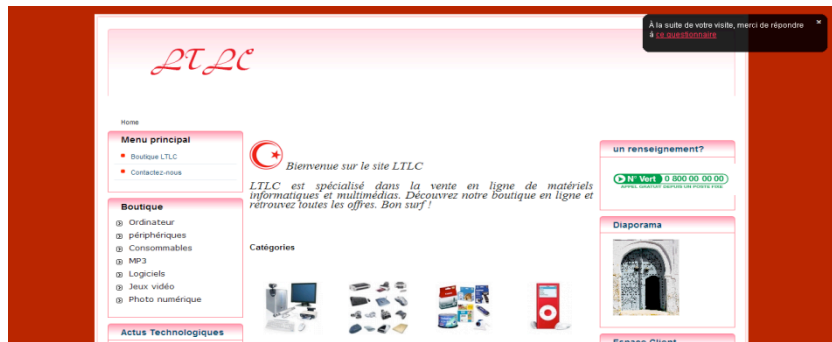 À la suite de votre visite, merci de répondre
à ce questionnaire
×
LTLC
Home
Menu principal
Boutique LTLC
Contactez-nous
Boutique
Ordinateur
périphériques
Consommables
MP3
Logiciels
Jeux vidéo
Photo numérique
Actus Technologiques
Bienvenue sur le site LTLC
LTLC est spécialisé dans la vente en ligne de matériels
informatiques et multimédias. Découvrez notre boutique en ligne et
retrouvez toutes les offres. Bon surf !
Catégories
un renseignement?
N° Vert 0 800 00 00 00
APPEL GRATUIT DEPUIS UN POSTE FIXE
Diaporama
Espace Client